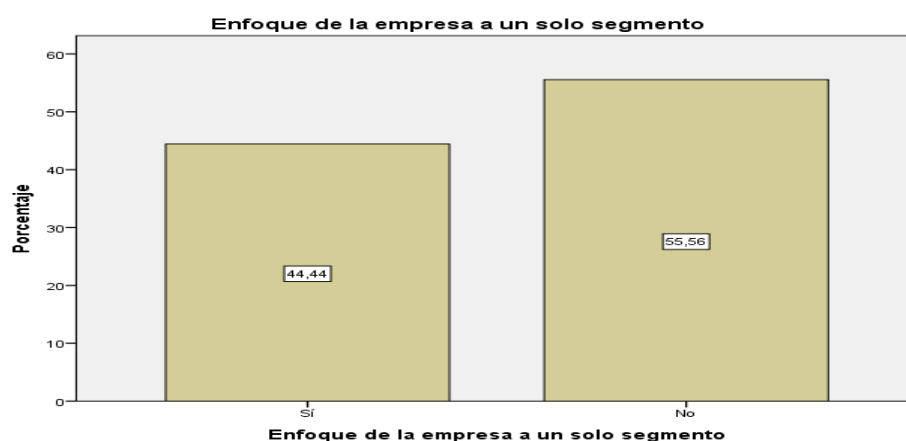 Enfoque de la empresa a un solo segmento
Porcentaje
60
50
40
30
20
10
0
44,44
55,56
Sí
No
Enfoque de la empresa a un solo segmento